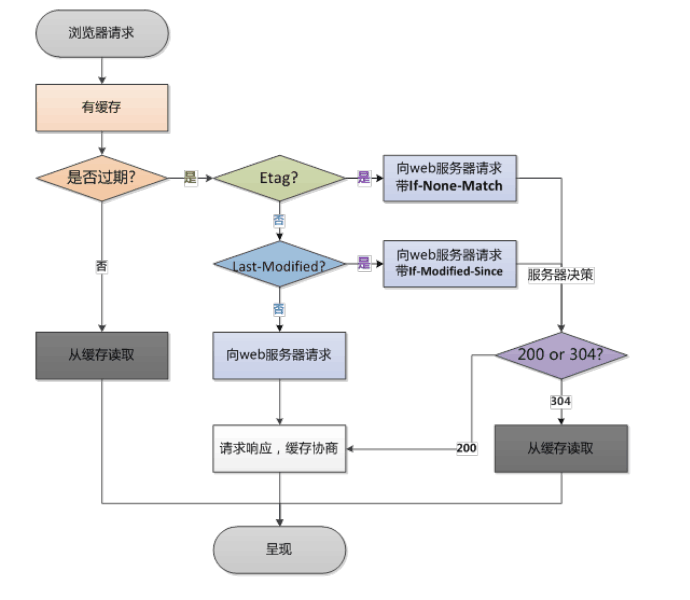 浏览器请求
有缓存
是否过期?
是
Etag?
是
向web服务器请求
带If-None-Match
否
否
Last-Modified?
是
向web服务器请求
带If-Modified-Since
服务器决策
否
从缓存读取
向web服务器请求
200 or 304?
304
请求响应，缓存协商
200
从缓存读取
呈现